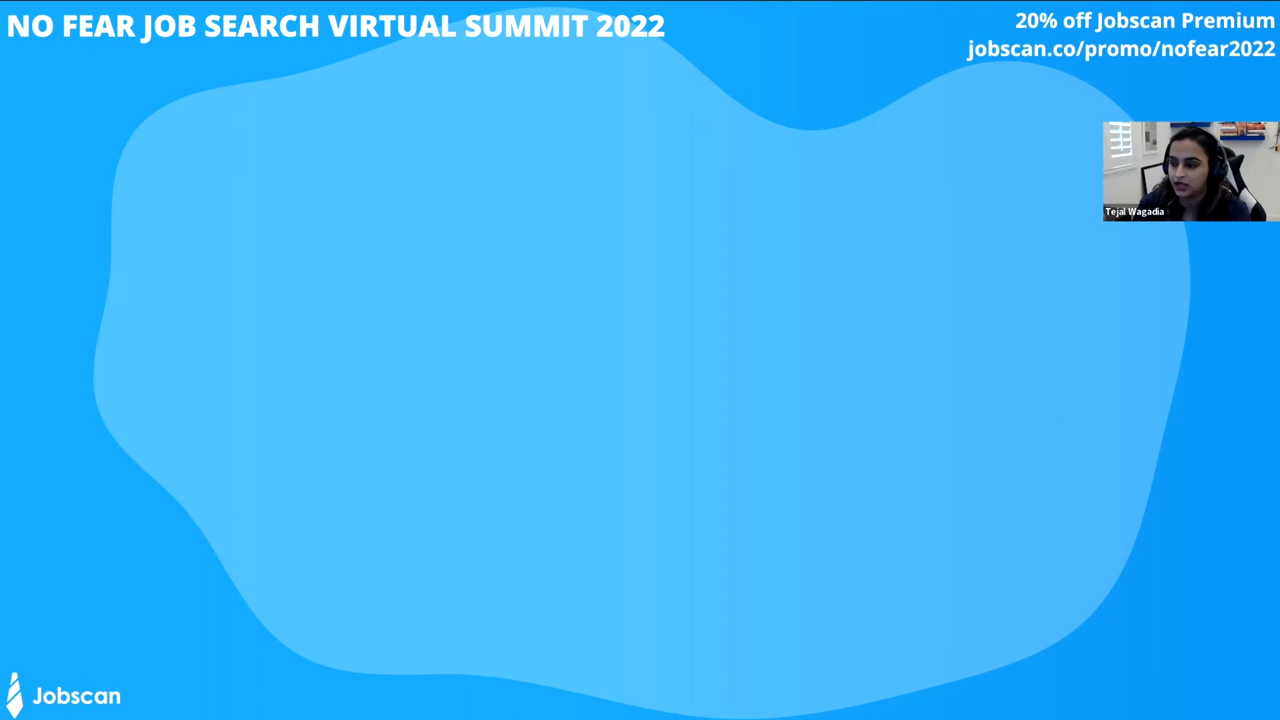 NO FEAR JOB SEARCH VIRTUAL SUMMIT 2022
20% off Jobscan Premium
jobscan.co/promo/nofear2022
Tejal Wagadia
Jobscan